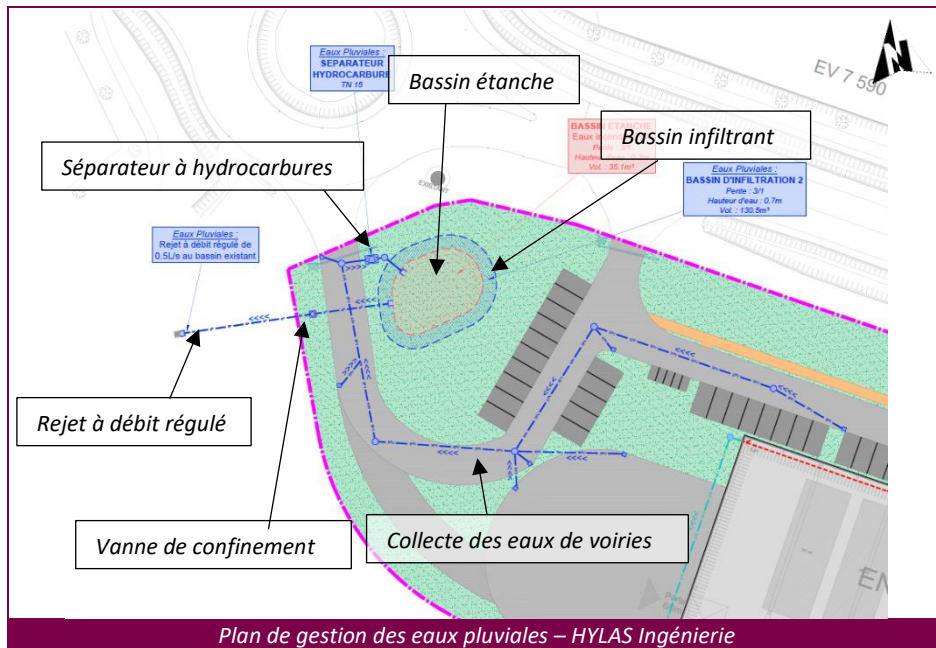 Eaux Pluviales :
SEPARATEUR
HYDROCARBURE
TN 15
Bassin étanche
N
EV 7 590
BASSIN ETANCHE
Bassin infiltrant
Vol. : 35.1m³
Séparateur à hydrocarbures
EXISTANT
Eaux Pluviales :
BASSIN D'INFILTRATION 2
Pente : 3/1
Hauteur d'eau : 0.7m
Vol. : 130.5m³
Eaux Pluviales :
Rejet à débit régulé de
0.5L/s au bassin existant
Rejet à débit régulé
Vanne de confinement
Collecte des eaux de voiries
Plan de gestion des eaux pluviales – HYLAS Ingénierie